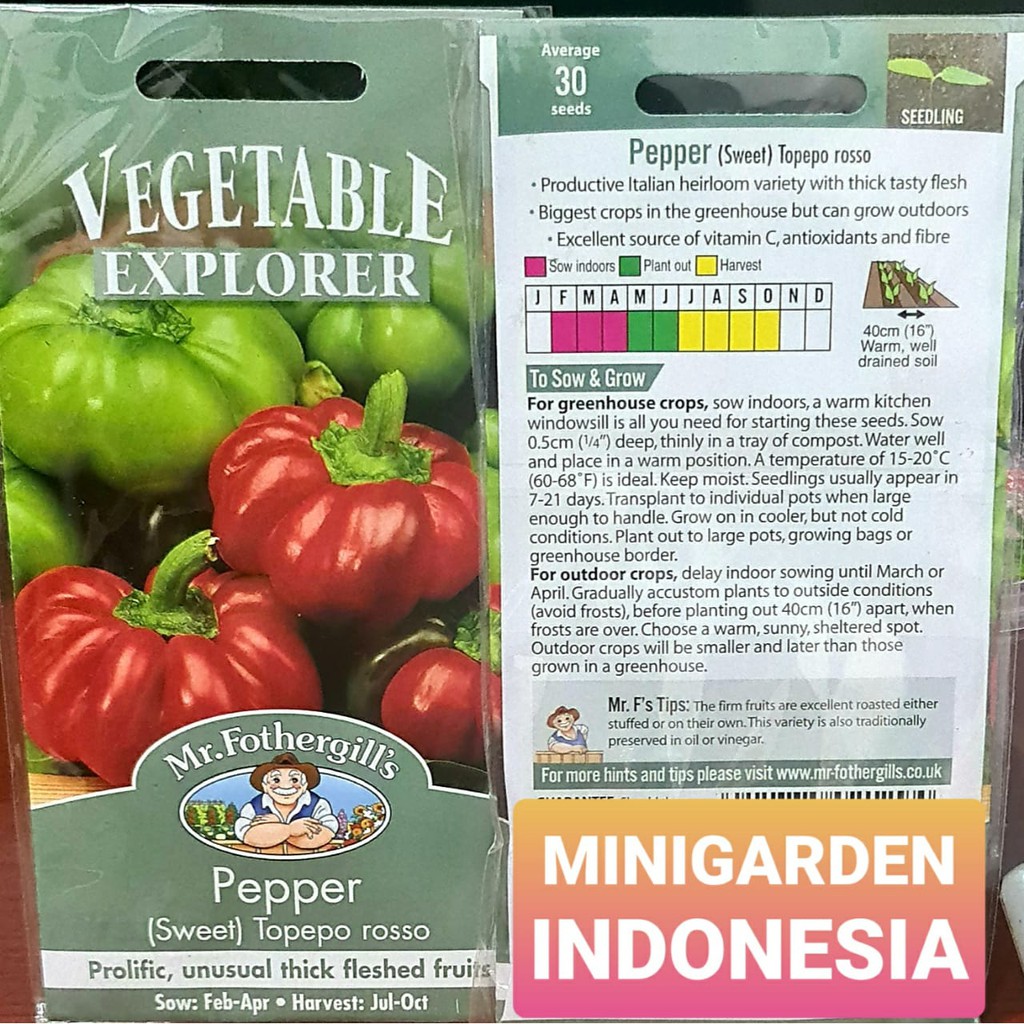 VEGETABLE
EXPLORER
Mr. Fothergill's
Pepper
(Sweet) Topepo rosso
Prolific, unusual thick fleshed fruits
Sow: Feb-Apr • Harvest: Jul-Oct
Average
30
seeds
SEEDLING
Pepper (Sweet) Topepo rosso
• Productive Italian heirloom variety with thick tasty flesh
• Biggest crops in the greenhouse but can grow outdoors
• Excellent source of vitamin C, antioxidants and fibre
Sow indoors Plant out Harvest
J F M A M J J A S O N D
40cm (16")
Warm, well
drained soil
To Sow & Grow
For greenhouse crops, sow indoors, a warm kitchen
windowsill is all you need for starting these seeds. Sow
0.5cm (1/4") deep, thinly in a tray of compost. Water well
and place in a warm position. A temperature of 15-20˚C
(60-68˚F) is ideal. Keep moist. Seedlings usually appear in
7-21 days. Transplant to individual pots when large
enough to handle. Grow on in cooler, but not cold
conditions. Plant out to large pots, growing bags or
greenhouse border.
For outdoor crops, delay indoor sowing until March or
April. Gradually accustom plants to outside conditions
(avoid frosts), before planting out 40cm (16") apart, when
frosts are over. Choose a warm, sunny, sheltered spot.
Outdoor crops will be smaller and later than those
grown in a greenhouse.
Mr. F's Tips: The firm fruits are excellent roasted either
stuffed or on their own. This variety is also traditionally
preserved in oil or vinegar.
For more hints and tips please visit www.mr-fothergills.co.uk
MINIGARDEN
INDONESIA